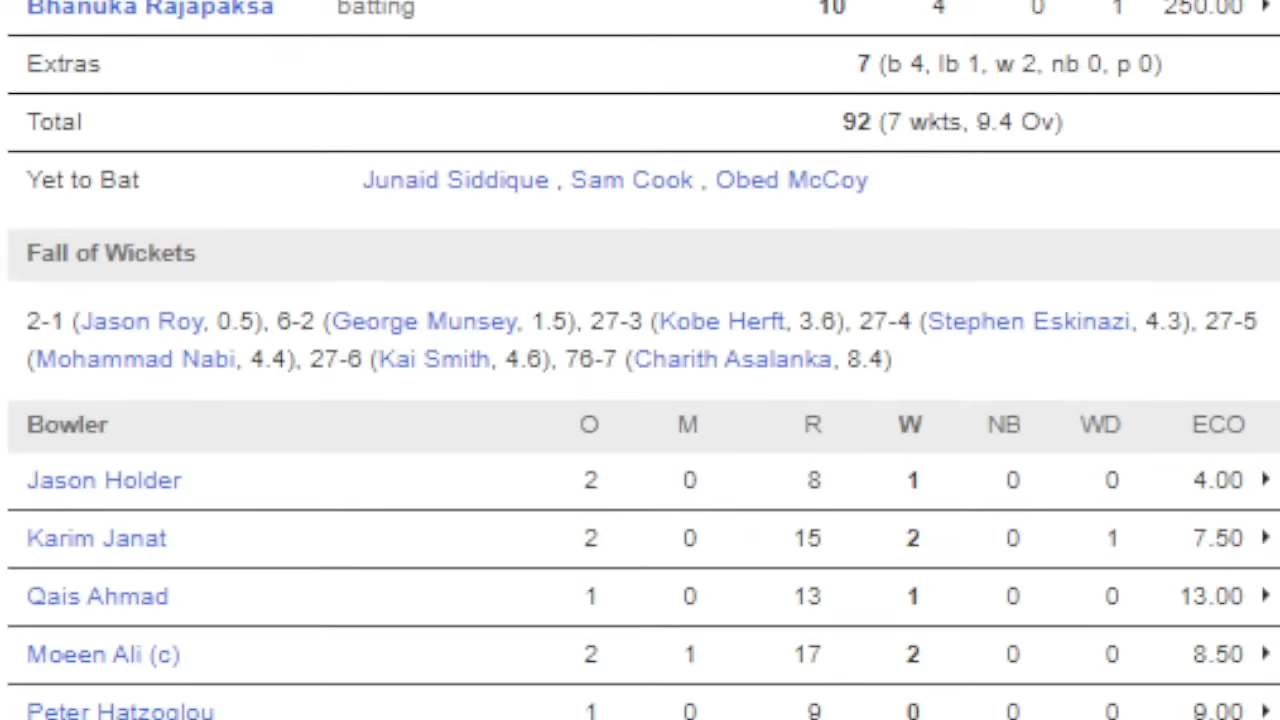 Bhanuka Rajapaksa batting 10 4 0 1 250.00
Extras 7 (b 4, lb 1, w 2, nb 0, p 0)
Total 92 (7 wkts, 9.4 Ov)
Yet to Bat Junaid Siddique , Sam Cook , Obed McCoy
Fall of Wickets
2-1 (Jason Roy, 0.5), 6-2 (George Munsey, 1.5), 27-3 (Kobe Herft, 3.6), 27-4 (Stephen Eskinazi, 4.3), 27-5
(Mohammad Nabi, 4.4), 27-6 (Kai Smith, 4.6), 76-7 (Charith Asalanka, 8.4)
Bowler O M R W NB WD ECO
Jason Holder 2 0 8 1 0 0 4.00
Karim Janat 2 0 15 2 0 1 7.50
Qais Ahmad 1 0 13 1 0 0 13.00
Moeen Ali (c) 2 1 17 2 0 0 8.50
Peter Hatzoglou 1 0 9 0 0 0 9.00